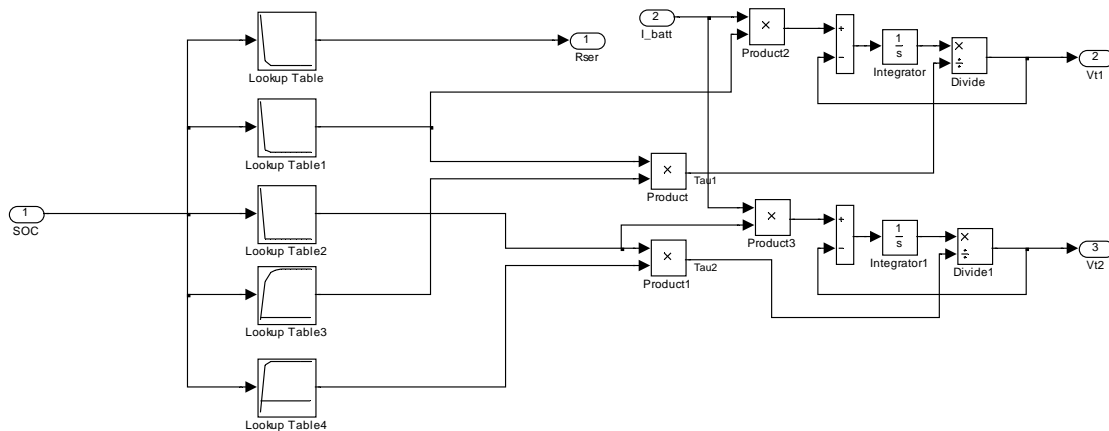 2
I_batt
Lookup Table
1
Rser
×
Product2
+
−
1
s
Integrator
×
÷
Divide
2
Vt1
Lookup Table1
×
Product
Tau1
1
SOC
Lookup Table2
×
Product3
+
−
1
s
Integrator1
×
÷
Divide1
3
Vt2
×
Product1
Tau2
Lookup Table3
Lookup Table4